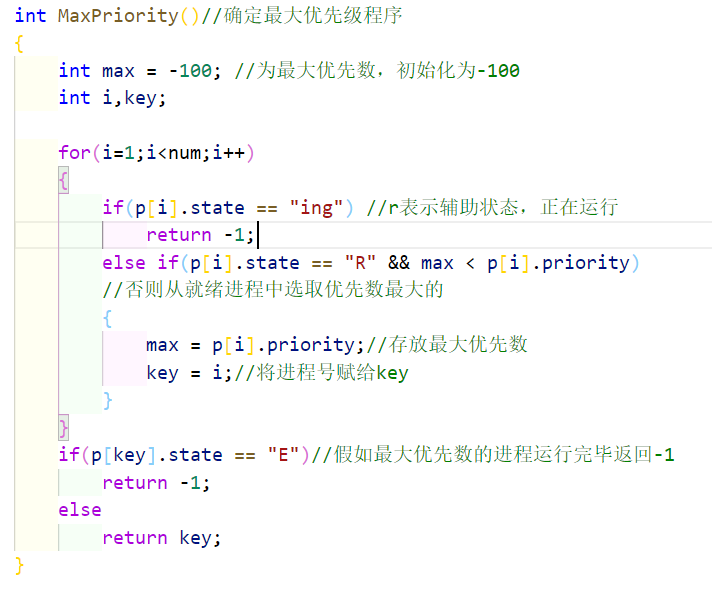 int MaxPriority()//确定最大优先级程序
{
    int max = -100; //为最大优先数，初始化为-100
    int i,key;
    for(i=1;i<num;i++)
    {
        if(p[i].state == "ing") //r表示辅助状态，正在运行
            return -1;
        else if(p[i].state == "R" && max < p[i].priority)
        //否则从就绪进程中选取优先数最大的
        {
            max = p[i].priority;//存放最大优先数
            key = i;//将进程号赋给key
        }
    }
    if(p[key].state == "E")//假如最大优先数的进程运行完毕返回-1
        return -1;
    else
        return key;
}